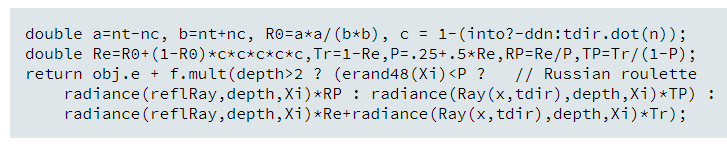 double a=nt-nc, b=nt+nc, R0=a*a/(b*b), c = 1-(into?-ddn:tdir.dot(n));
double Re=R0+(1-R0)*c*c*c*c*c,Tr=1-Re,P=.25+.5*Re,RP=Re/P,TP=Tr/(1-P);
return obj.e + f.mult(depth>2 ? (erand48(Xi)<P ?   // Russian roulette
radiance(reflRay,depth,Xi)*RP : radiance(Ray(x,tdir),depth,Xi)*TP) :
radiance(reflRay,depth,Xi)*Re+radiance(Ray(x,tdir),depth,Xi)*Tr);